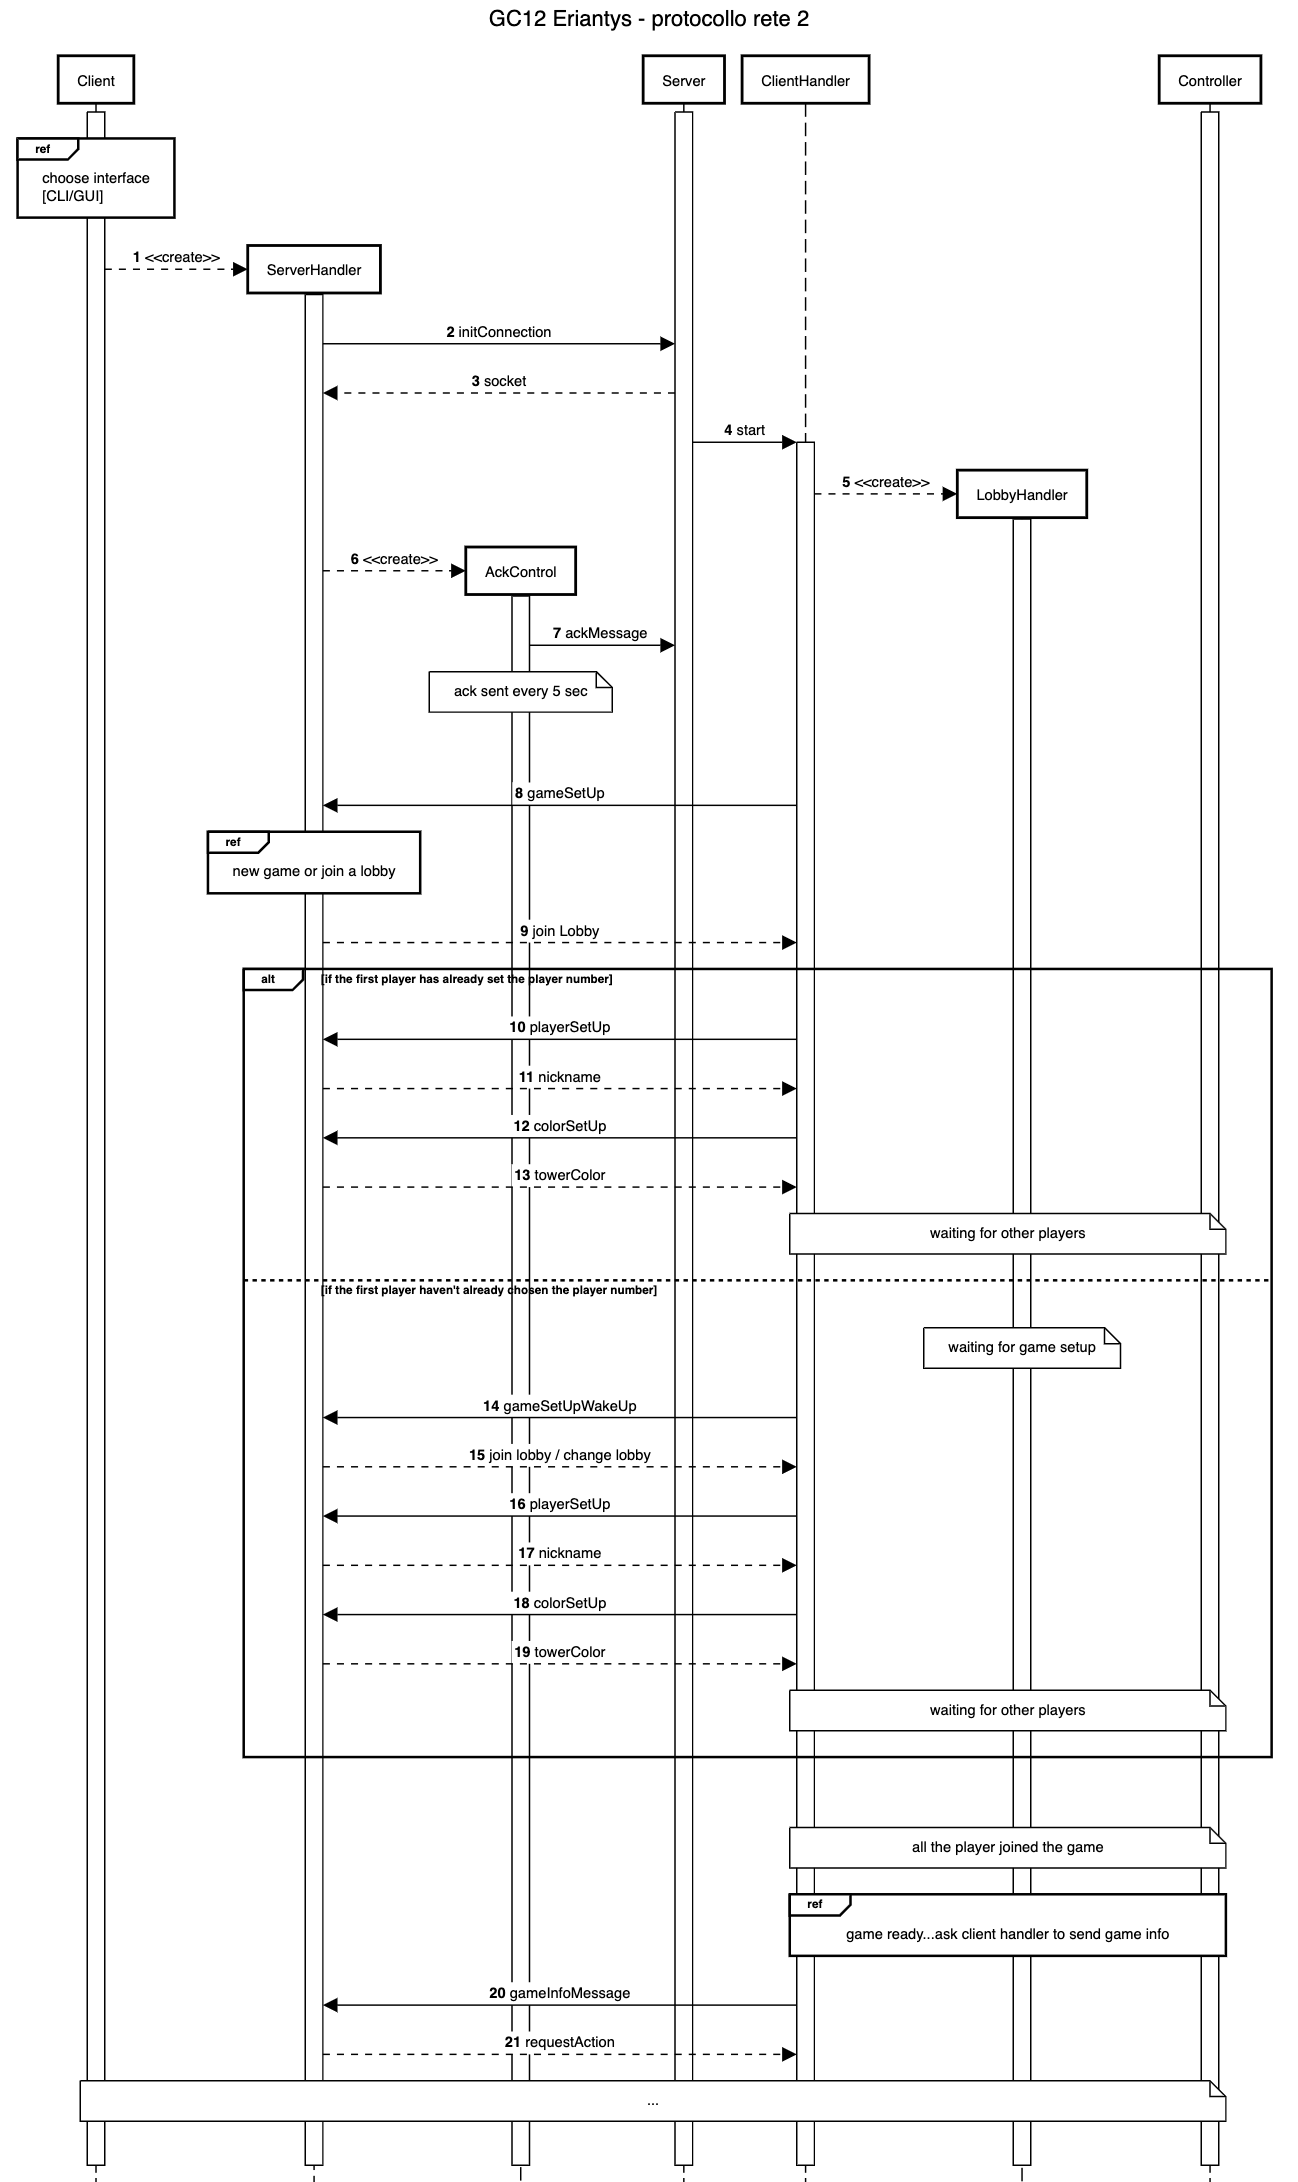 GC12 Eriantys - protocollo rete 2
Client
Server
ClientHandler
Controller
ref
choose interface
[CLI/GUI]
1 <<create>>
ServerHandler
2 initConnection
3 socket
4 start
5 <<create>>
LobbyHandler
6 <<create>>
AckControl
7 ackMessage
ack sent every 5 sec
8 gameSetUp
ref
new game or join a lobby
9 join Lobby
alt
[if the first player has already set the player number]
10 playerSetUp
11 nickname
12 colorSetUp
13 towerColor
waiting for other players
[if the first player haven't already chosen the player number]
waiting for game setup
14 gameSetUpWakeUp
15 join lobby / change lobby
16 playerSetUp
17 nickname
18 colorSetUp
19 towerColor
waiting for other players
all the player joined the game
ref
game ready...ask client handler to send game info
20 gameInfoMessage
21 requestAction
...